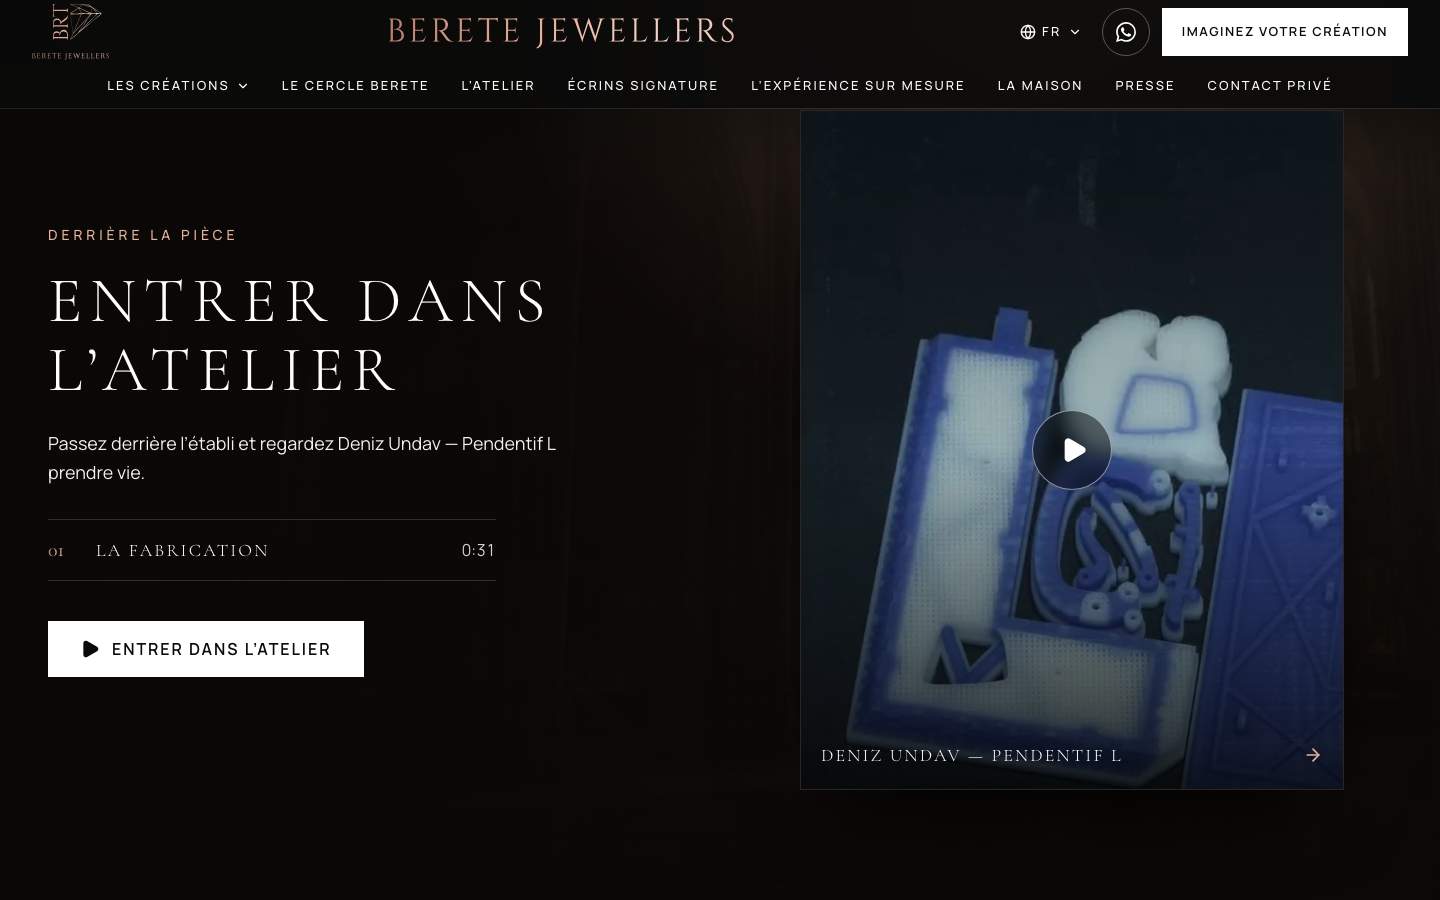 BRT
BERETE JEWELLERS
BERETE JEWELLERS
FR
IMAGINEZ VOTRE CRÉATION
LES CRÉATIONS
LE CERCLE BERETE
L'ATELIER
ÉCRINS SIGNATURE
L'EXPÉRIENCE SUR MESURE
LA MAISON
PRESSE
CONTACT PRIVÉ
DERRIÈRE LA PIÈCE
ENTRER DANS
L’ATELIER
Passez derrière l’établi et regardez Deniz Undav — Pendentif L
prendre vie.
01 LA FABRICATION 0:31
ENTRER DANS L’ATELIER
DENIZ UNDAV — PENDENTIF L